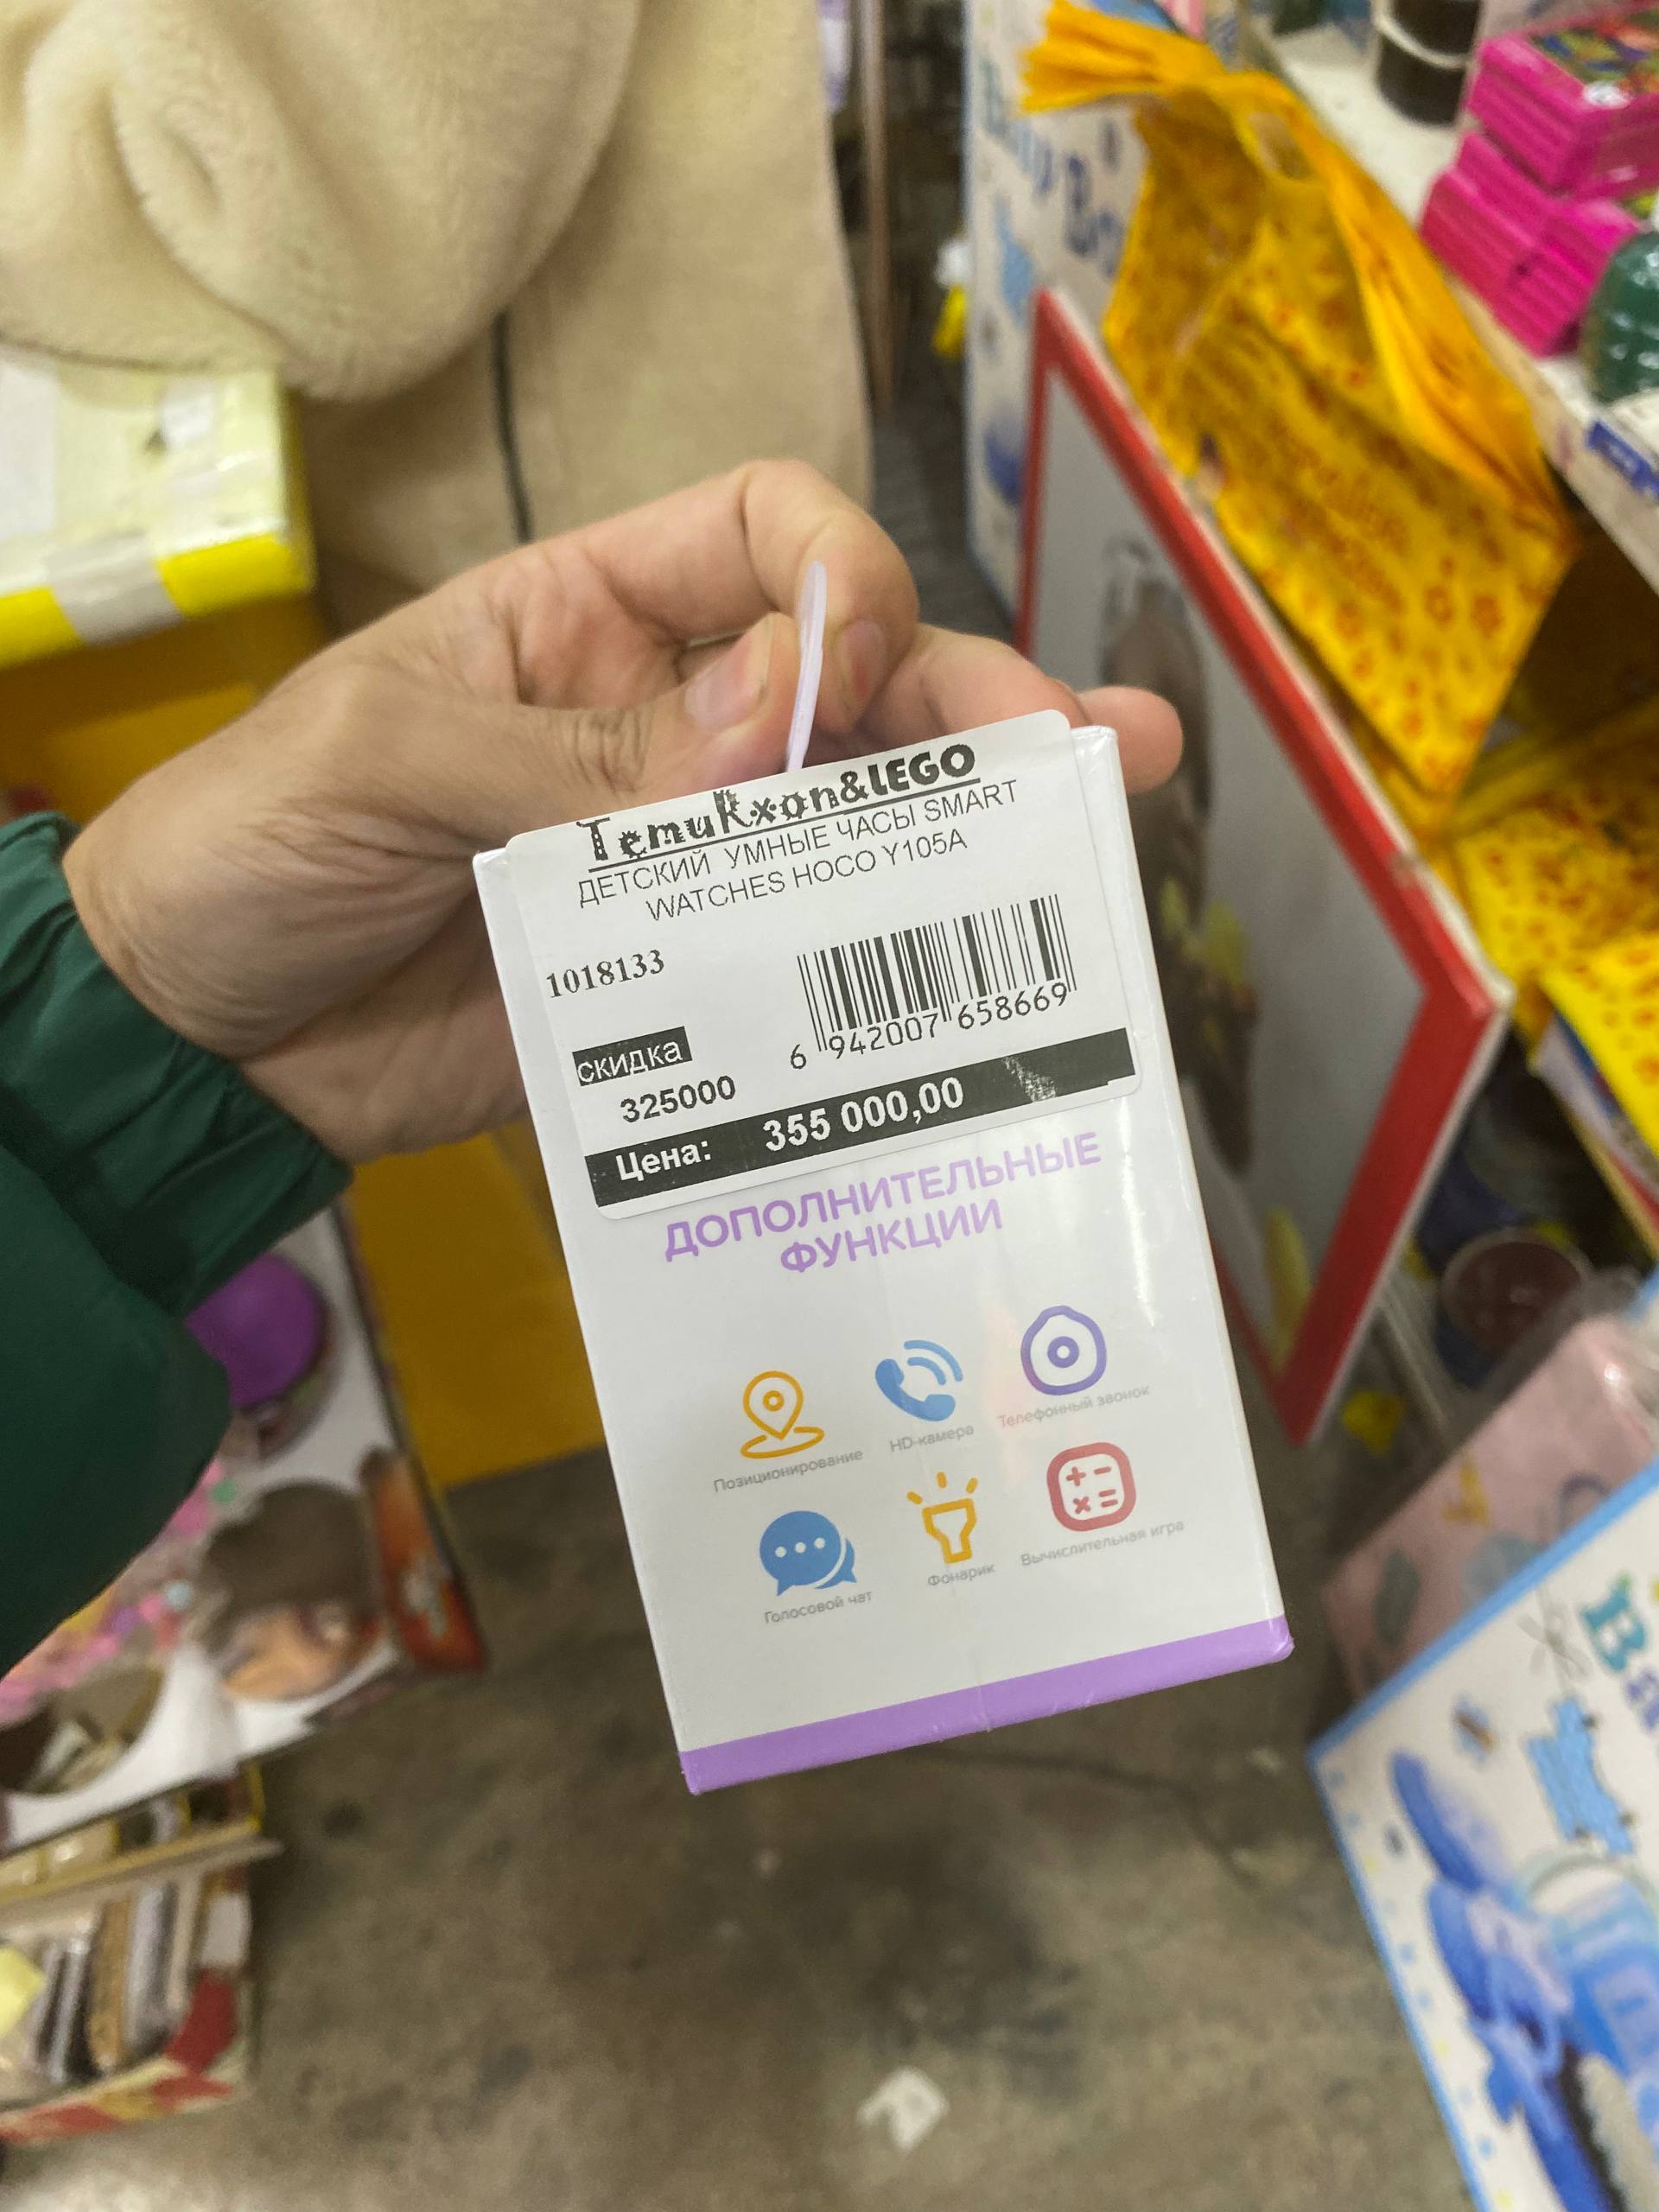 TemuRxon&LEGO
ДЕТСКИЙ УМНЫЕ ЧАСЫ SMART
WATCHES HOCO Y105A
1018133
6 942007 658669
скидка
325000
Цена: 355 000,00
ДОПОЛНИТЕЛЬНЫЕ
ФУНКЦИИ
Позиционирование
HD-камера
Телефонный звонок
Голосовой чат
Фонарик
Вычислительная игра